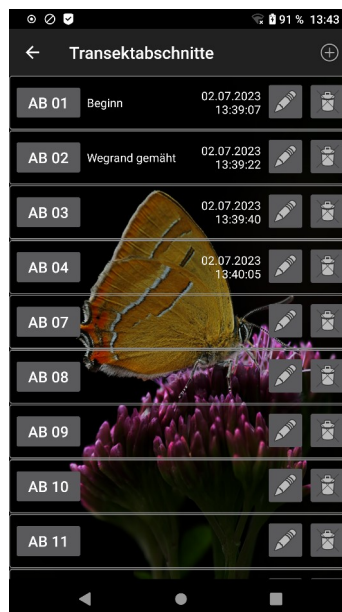 91 % 13:43
Transektabschnitte
AB 01 Beginn 02.07.2023
13:39:07
AB 02 Wegrand gemäht 02.07.2023
13:39:22
AB 03 02.07.2023
13:39:40
AB 04 02.07.2023
13:40:05
AB 07
AB 08
AB 09
AB 10
AB 11